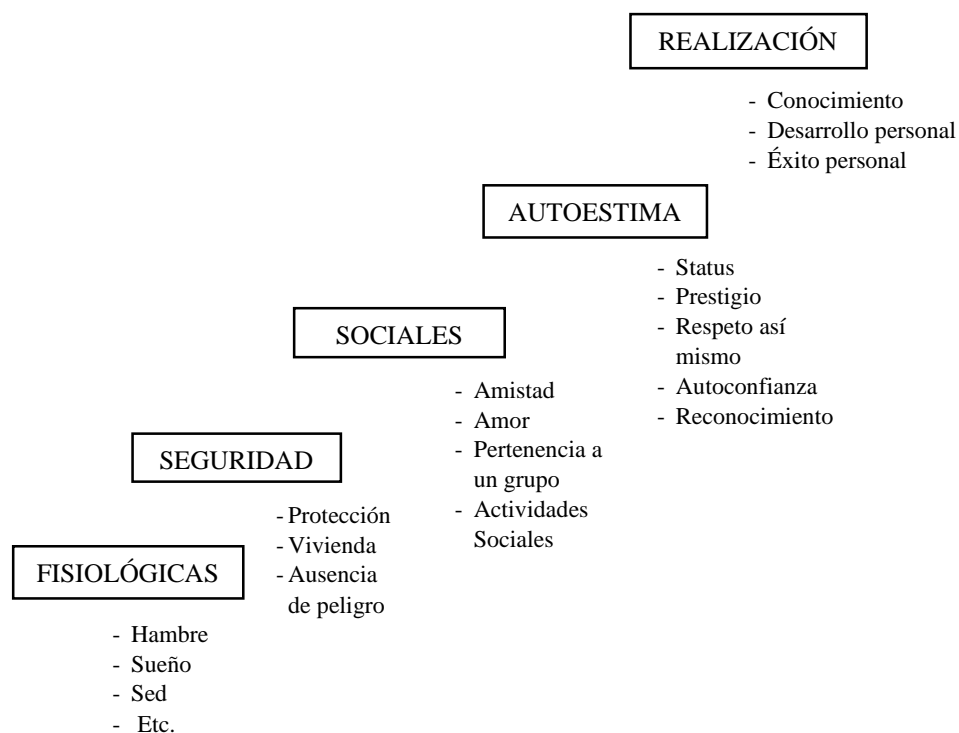 REALIZACIÓN
- Conocimiento
- Desarrollo personal
- Éxito personal
AUTOESTIMA
- Status
- Prestigio
- Respeto así
mismo
- Autoconfianza
- Reconocimiento
SOCIALES
- Amistad
- Amor
- Pertenencia a
un grupo
- Actividades
Sociales
SEGURIDAD
- Protección
- Vivienda
- Ausencia
de peligro
FISIOLÓGICAS
- Hambre
- Sueño
- Sed
- Etc.